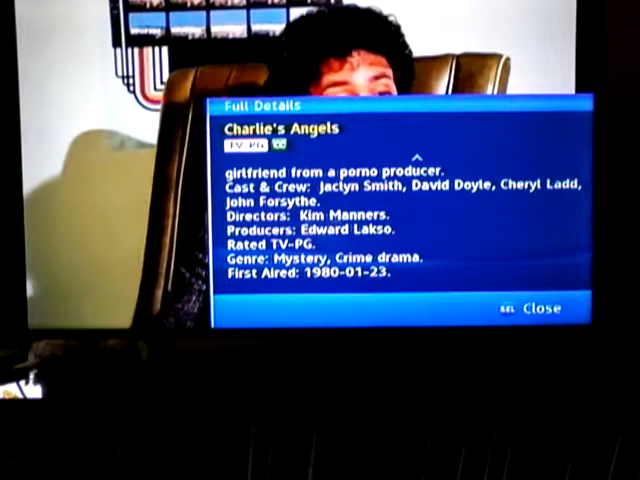 Full Details
Charlie's Angels
TV-PG CC
girlfriend from a porno producer.
Cast & Crew: Jaclyn Smith, David Doyle, Cheryl Ladd,
John Forsythe.
Directors: Kim Manners.
Producers: Edward Lakso.
Rated TV-PG.
Genre: Mystery, Crime drama.
First Aired: 1980-01-23.
SEL Close